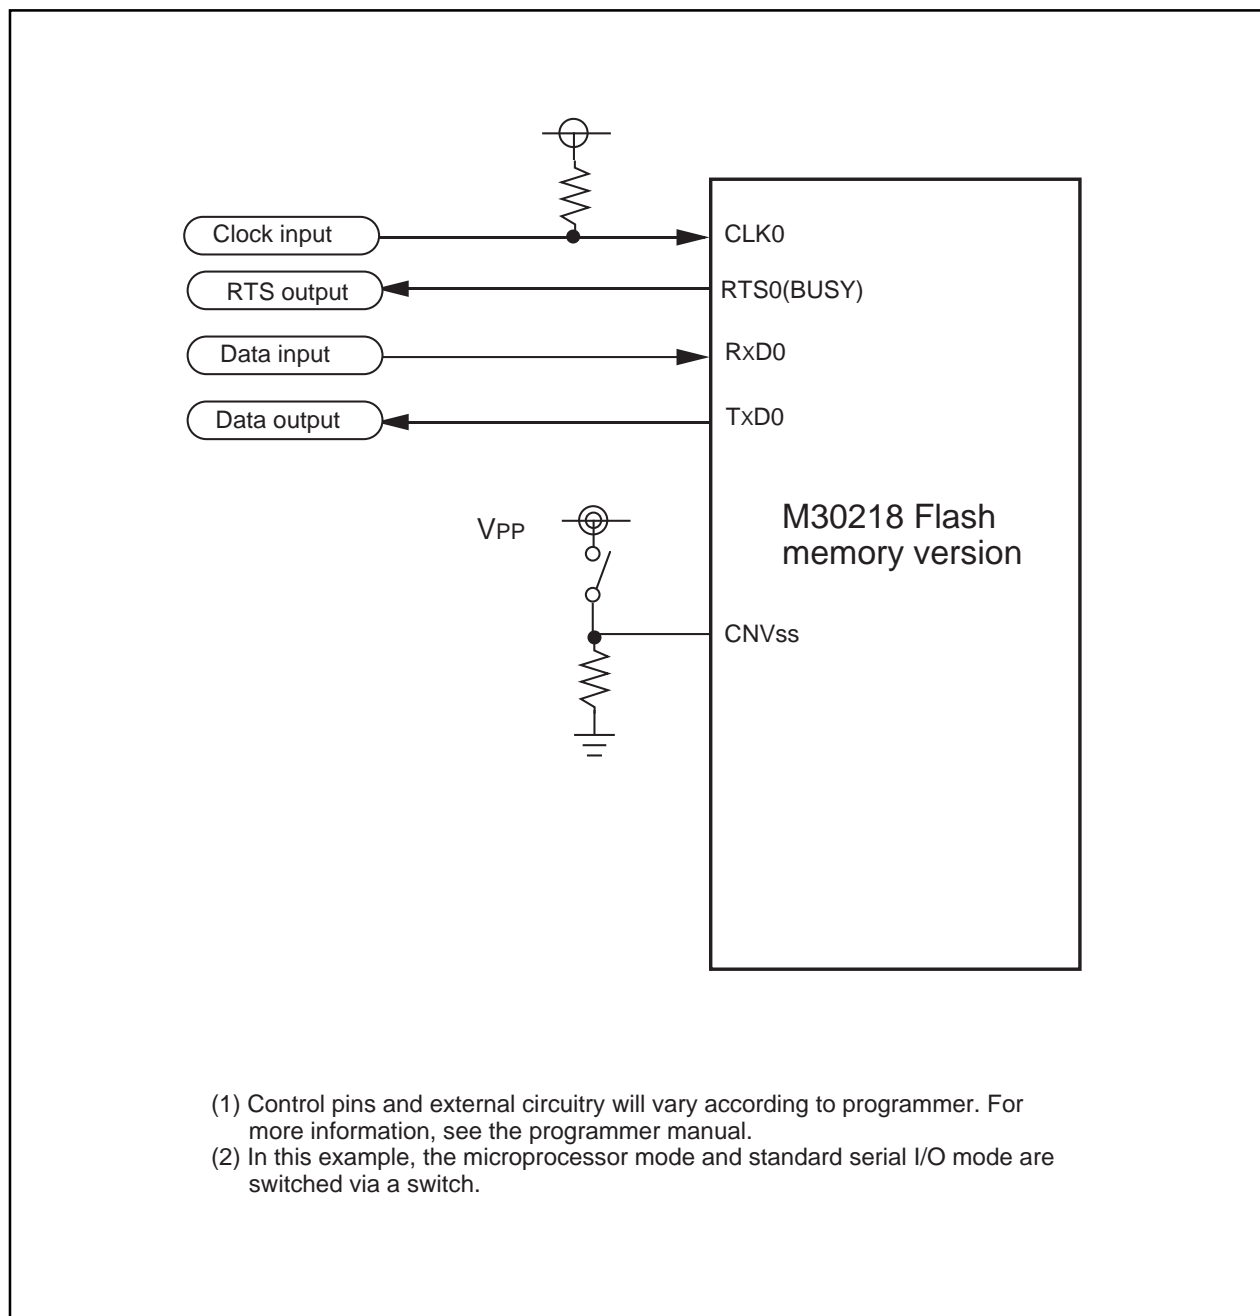 Clock input
CLK0
RTS output
RTS0(BUSY)
Data input
RxD0
Data output
TxD0
VPP
M30218 Flash
memory version
CNVss
(1) Control pins and external circuitry will vary according to programmer. For
more information, see the programmer manual.
(2) In this example, the microprocessor mode and standard serial I/O mode are
switched via a switch.